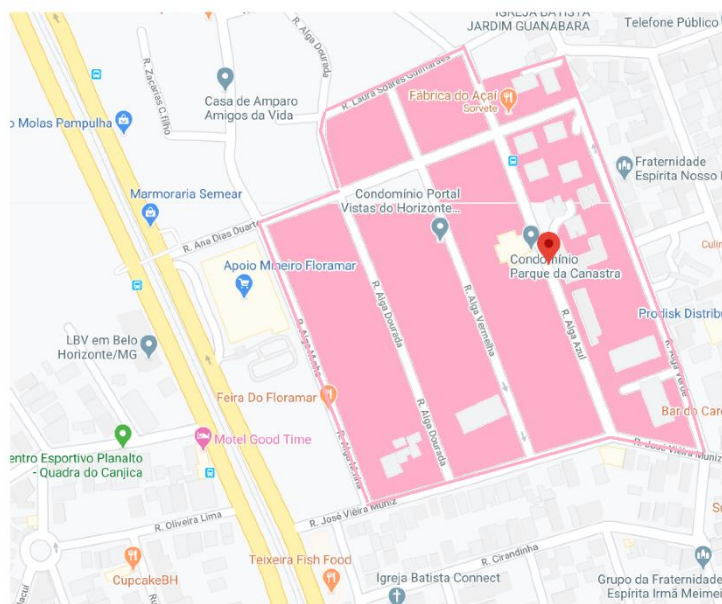 IGREJA BATISTA
JARDIM GUANABARA
Telefone Público
R. Zacarias C.filho
R. Alga Dourada
R. Laura Soares Guimarães
Casa de Amparo
Amigos da Vida
Fábrica do Açaí
Sorvete
o Molas Pampulha
Marmoraria Semear
Fraternidade
Espírita Nosso
Condomínio Portal
Vistas do Horizonte...
R. Ana Dias Duarte
Culin
Apoio Mineiro Floramar
Condomínio
Parque da Canastra
R. Alga Dourada
R. Alga Vermelha
R. Alga Azul
Prodisk Distribu
LBV em Belo
Horizonte/MG
R. Alga Verde
Feira Do Floramar
Bar do Car
R. Alga Dourada
Motel Good Time
entro Esportivo Planalto
- Quadra do Canjica
R. José Vieira Muniz
R. José Vieira Muniz
R. Oliveira Lima
R. Cirandinha
Teixeira Fish Food
CupcakeBH
Igreja Batista Connect
Grupo da Fraternidade
Espírita Irmã Meimei